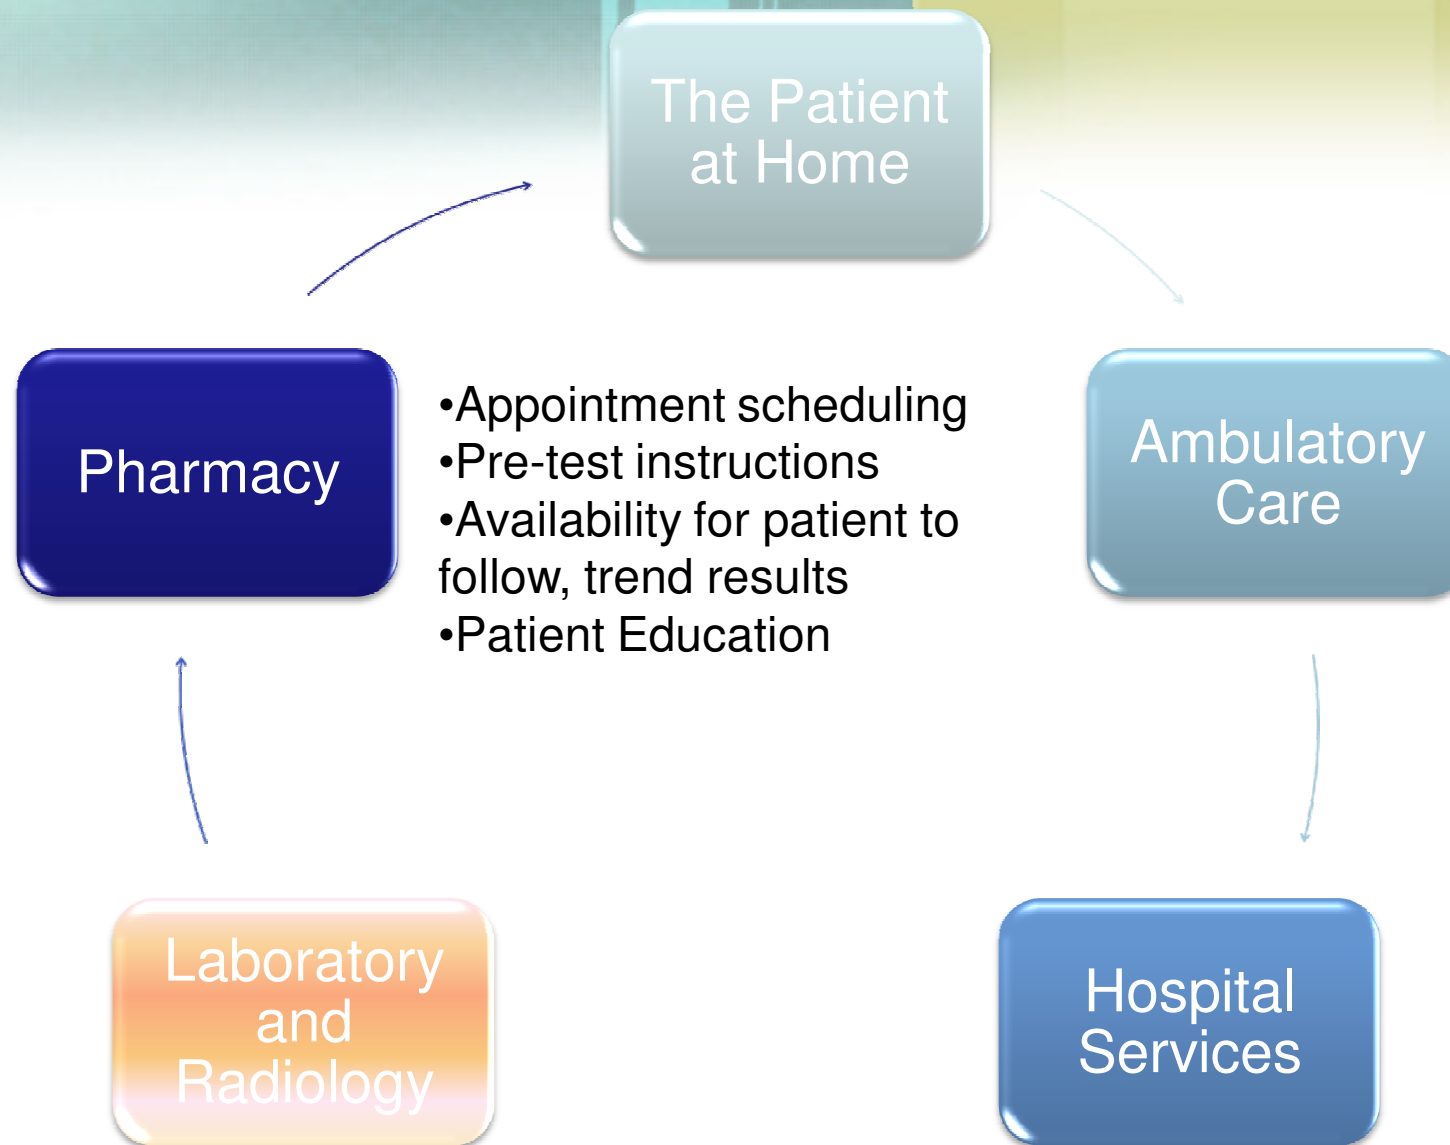 The Patient
at Home
Pharmacy
•Appointment scheduling
•Pre-test instructions
•Availability for patient to
follow, trend results
•Patient Education
Ambulatory
Care
Laboratory
and
Radiology
Hospital
Services